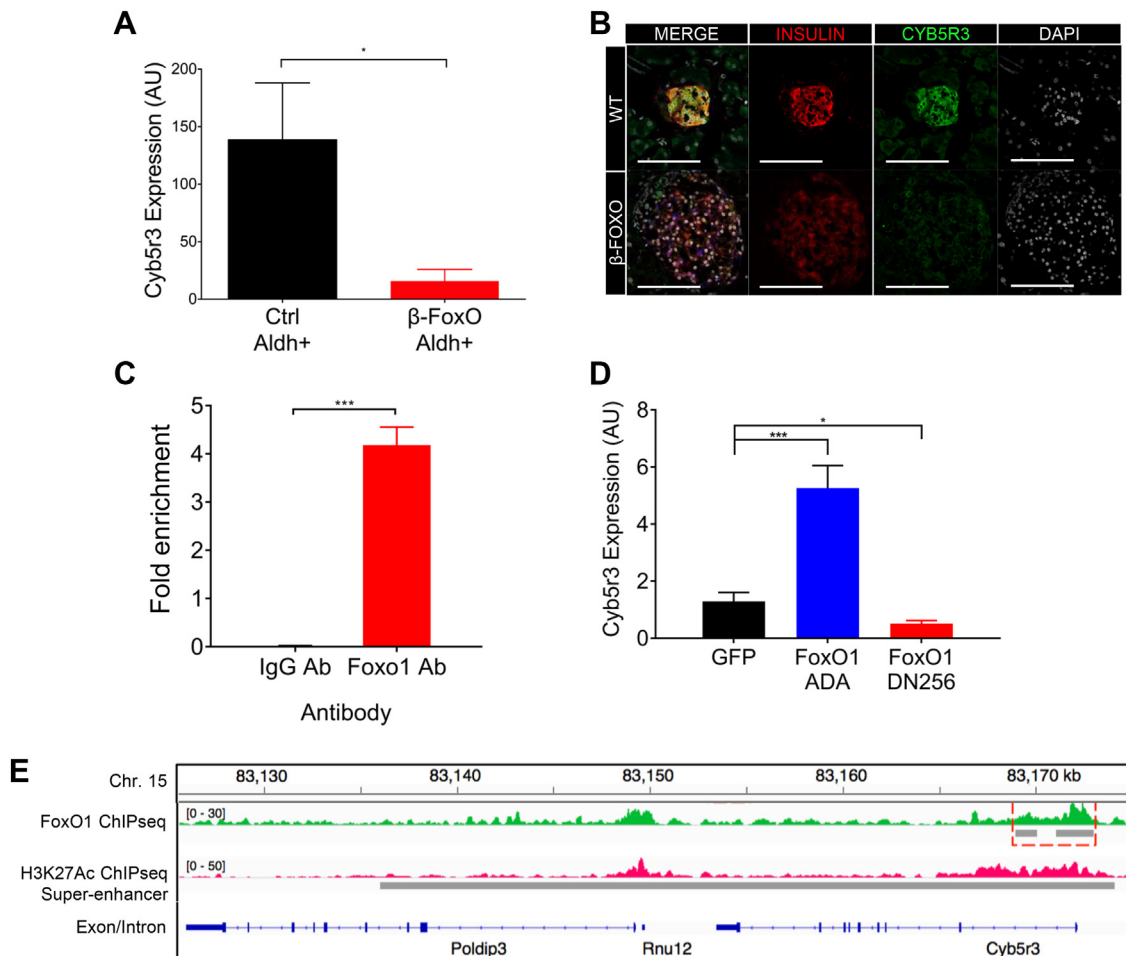 A
*
200
150
100
50
0
Cyb5r3 Expression (AU)
Ctrl
Aldh+
β-FoxO
Aldh+
B
MERGE
INSULIN
CYB5R3
DAPI
WT
β-FOXO
C
***
5
4
3
2
1
0
Fold enrichment
IgG Ab
Foxo1 Ab
Antibody
D
*
***
8
6
4
2
0
Cyb5r3 Expression (AU)
GFP
FoxO1
ADA
FoxO1
DN256
E
Chr. 15
83,130 83,140 83,150 83,160 83,170 kb
FoxO1 ChIPseq
[0 - 30]
H3K27Ac ChIPseq
[0 - 50]
Super-enhancer
Exon/Intron
Poldip3 Rnu12 Cyb5r3